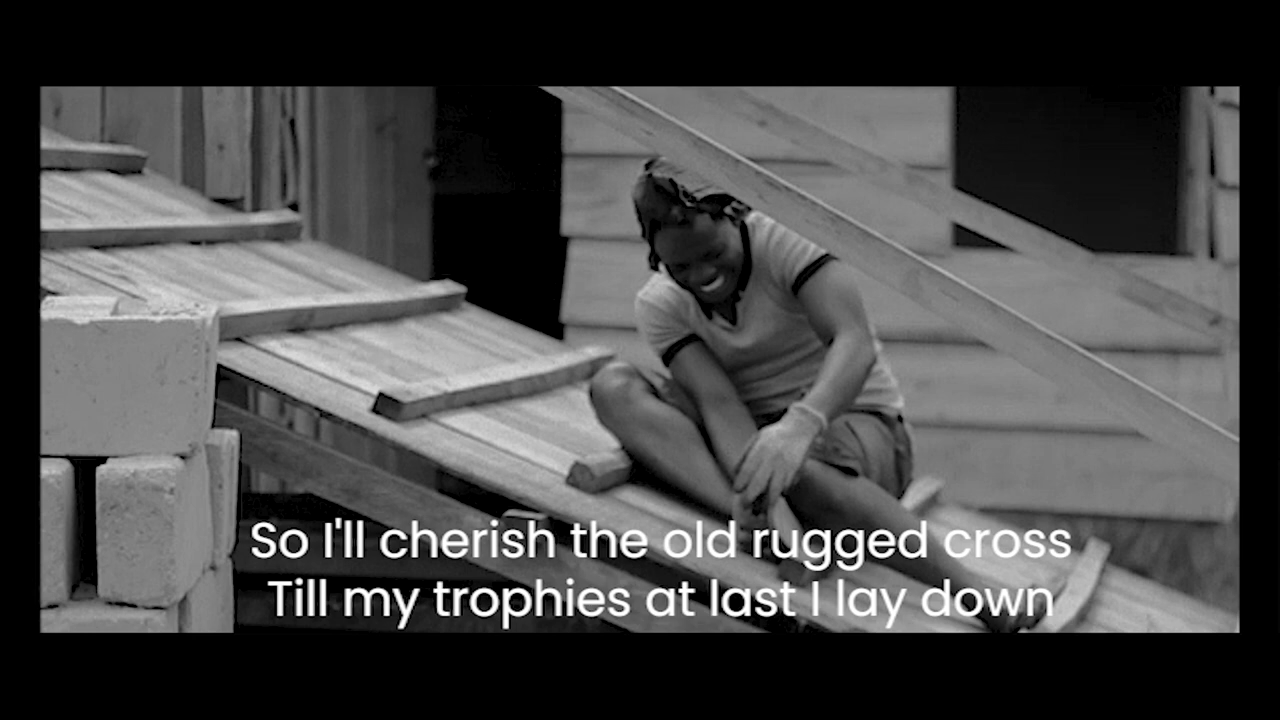 So I'll cherish the old rugged cross
Till my trophies at last I lay down